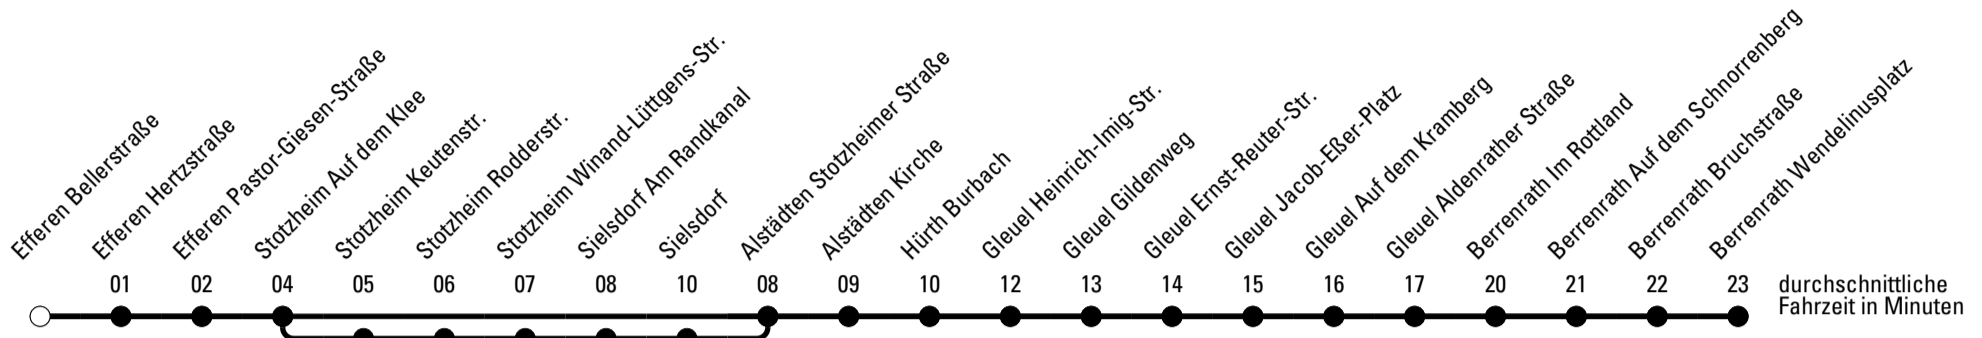 Efferen Bellerstraße
Efferen Hertzstraße
Efferen Pastor-Giesen-Straße
Stotzheim Auf dem Klee
Stotzheim Keutenstr.
Stotzheim Rodderstr.
Stotzheim Winand-Lüttgens-Str.
Sielsdorf Am Randkanal
Sielsdorf
Alstädten Stotzheimer Straße
Alstädten Kirche
Hürth Burbach
Gleuel Heinrich-Imig-Str.
Gleuel Gildenweg
Gleuel Ernst-Reuter-Str.
Gleuel Jacob-Eßer-Platz
Gleuel Auf dem Kramberg
Gleuel Aldenrather Straße
Berrenrath Im Rottland
Berrenrath Auf dem Schnorrenberg
Berrenrath Bruchstraße
Berrenrath Wendelinusplatz
01 02 04 05 06 07 08 10 08 09 10 12 13 14 15 16 17 20 21 22 23 durchschnittliche
Fahrzeit in Minuten